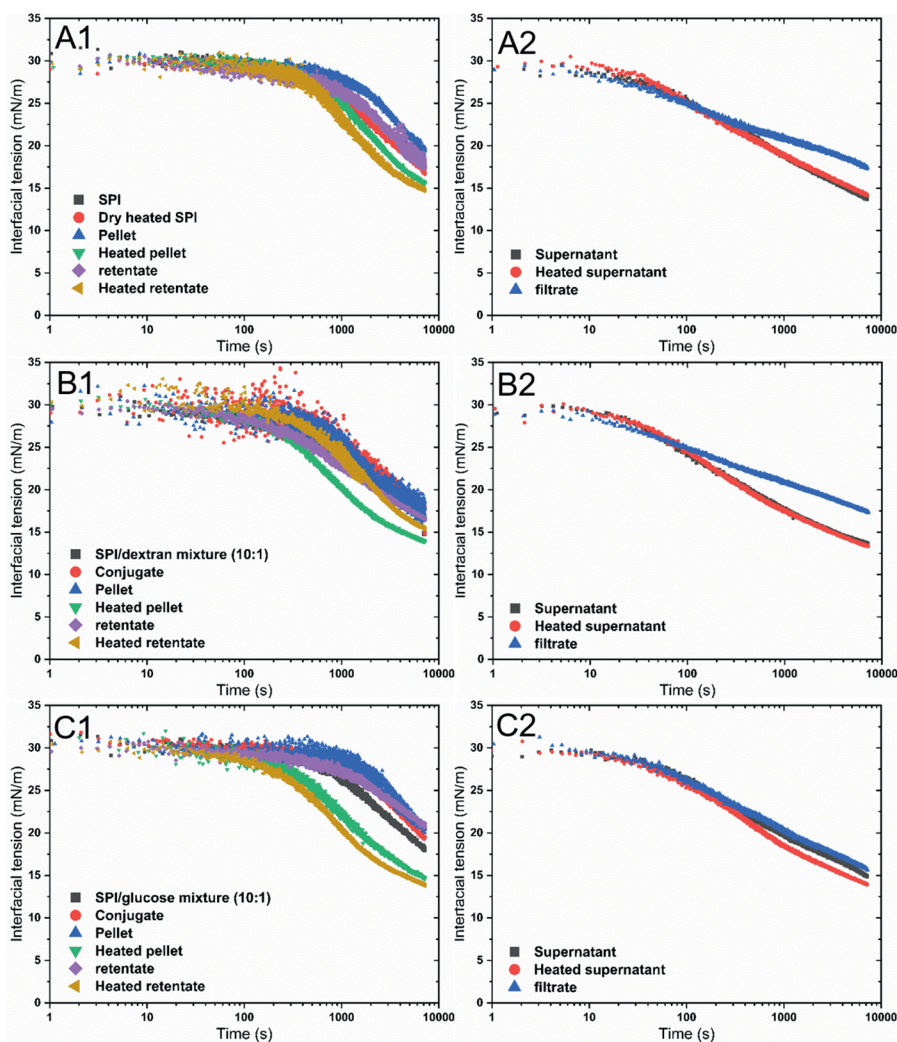 A1
35
30
25
20
15
10
5
0
Interfacial tension (mN/m)
SPI
Dry heated SPI
Pellet
Heated pellet
retentate
Heated retentate
1
10
100
1000
10000
Time (s)
A2
35
30
25
20
15
10
5
0
Interfacial tension (mN/m)
Supernatant
Heated supernatant
filtrate
1
10
100
1000
10000
Time (s)
B1
35
30
25
20
15
10
5
0
Interfacial tension (mN/m)
SPI/dextran mixture (10:1)
Conjugate
Pellet
Heated pellet
retentate
Heated retentate
1
10
100
1000
10000
Time (s)
B2
35
30
25
20
15
10
5
0
Interfacial tension (mN/m)
Supernatant
Heated supernatant
filtrate
1
10
100
1000
10000
Time (s)
C1
35
30
25
20
15
10
5
0
Interfacial tension (mN/m)
SPI/glucose mixture (10:1)
Conjugate
Pellet
Heated pellet
retentate
Heated retentate
1
10
100
1000
10000
Time (s)
C2
35
30
25
20
15
10
5
0
Interfacial tension (mN/m)
Supernatant
Heated supernatant
filtrate
1
10
100
1000
10000
Time (s)